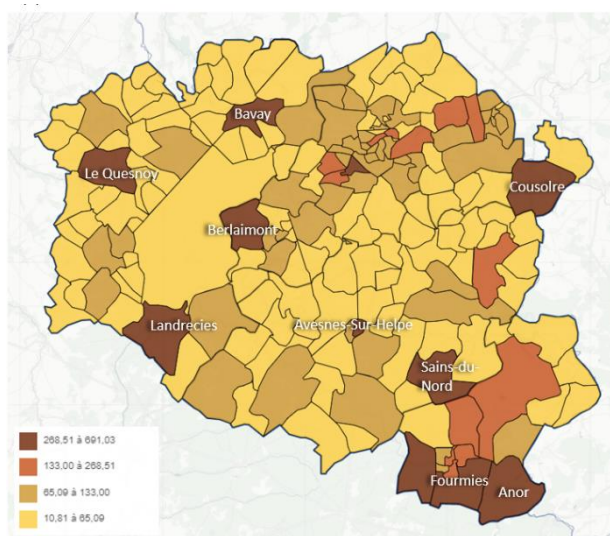 Bavay
Le Quesnoy
Cousolre
Berlaimont
Landrecies
Avesnes-Sur-Helpe
Sains-du-
Nord
Fourmies
Anor
268,51 à 691,03
133,00 à 268,51
65,09 à 133,00
10,81 à 65,09